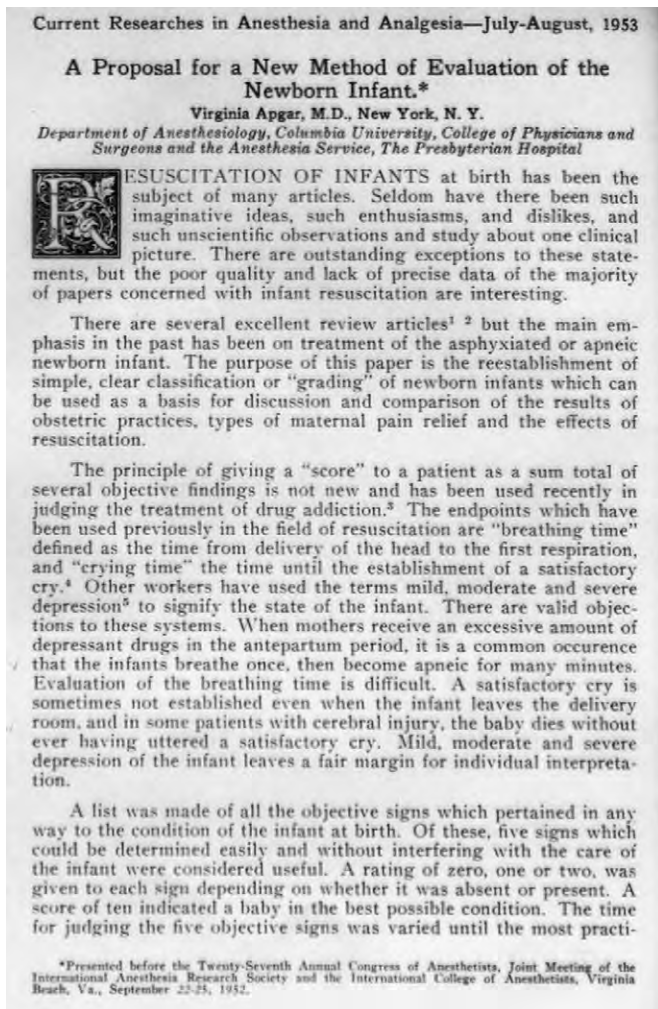 Current Researches in Anesthesia and Analgesia—July-August, 1953
A Proposal for a New Method of Evaluation of the
Newborn Infant.*
Virginia Apgar, M.D., New York, N. Y.
Department of Anesthesiology, Columbia University, College of Physicians and
Surgeons and the Anesthesia Service, The Presbyterian Hospital
RESUSCITATION OF INFANTS at birth has been the
subject of many articles. Seldom have there been such
imaginative ideas, such enthusiasms, and dislikes, and
such unscientific observations and study about one clinical
picture. There are outstanding exceptions to these state-
ments, but the poor quality and lack of precise data of the majority
of papers concerned with infant resuscitation are interesting.
There are several excellent review articles¹ ² but the main em-
phasis in the past has been on treatment of the asphyxiated or apneic
newborn infant. The purpose of this paper is the reestablishment of
simple, clear classification or "grading" of newborn infants which can
be used as a basis for discussion and comparison of the results of
obstetric practices, types of maternal pain relief and the effects of
resuscitation.
The principle of giving a "score" to a patient as a sum total of
several objective findings is not new and has been used recently in
judging the treatment of drug addiction.³ The endpoints which have
been used previously in the field of resuscitation are "breathing time"
defined as the time from delivery of the head to the first respiration,
and "crying time" the time until the establishment of a satisfactory
cry.⁴ Other workers have used the terms mild, moderate and severe
depression⁵ to signify the state of the infant. There are valid objec-
tions to these systems. When mothers receive an excessive amount of
depressant drugs in the antepartum period, it is a common occurence
that the infants breathe once, then become apneic for many minutes.
Evaluation of the breathing time is difficult. A satisfactory cry is
sometimes not established even when the infant leaves the delivery
room, and in some patients with cerebral injury, the baby dies without
ever having uttered a satisfactory cry. Mild, moderate and severe
depression of the infant leaves a fair margin for individual interpreta-
tion.
A list was made of all the objective signs which pertained in any
way to the condition of the infant at birth. Of these, five signs which
could be determined easily and without interfering with the care of
the infant were considered useful. A rating of zero, one or two, was
given to each sign depending on whether it was absent or present. A
score of ten indicated a baby in the best possible condition. The time
for judging the five objective signs was varied until the most practi-
*Presented before the Twenty-Seventh Annual Congress of Anesthetists, Joint Meeting of the
International Anesthesia Research Society and the International College of Anesthetists, Virginia
Beach, Va., September 22-25, 1952.